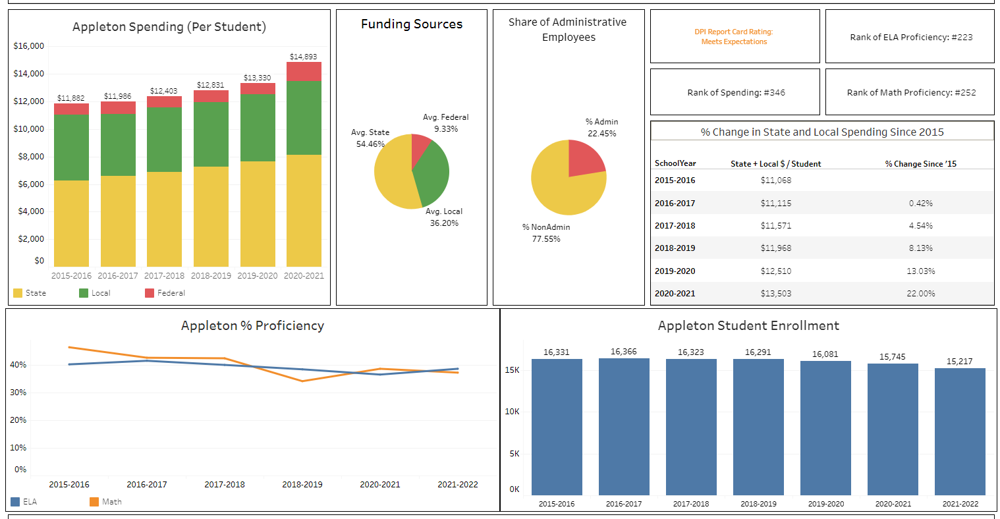 Appleton Spending (Per Student)
$16,000
$14,000
$12,000
$10,000
$8,000
$6,000
$4,000
$2,000
$0
$11,882
$11,986
$12,403
$12,831
$13,330
$14,893
2015-2016 2016-2017 2017-2018 2018-2019 2019-2020 2020-2021
State Local Federal
Funding Sources
Avg. Federal
9.33%
Avg. State
54.46%
Avg. Local
36.20%
Share of Administrative
Employees
% Admin
22.45%
% NonAdmin
77.55%
DPI Report Card Rating:
Meets Expectations
Rank of ELA Proficiency: #223
Rank of Spending: #346
Rank of Math Proficiency: #252
% Change in State and Local Spending Since 2015
SchoolYear State + Local $ / Student % Change Since '15
2015-2016 $11,068
2016-2017 $11,115 0.42%
2017-2018 $11,571 4.54%
2018-2019 $11,968 8.13%
2019-2020 $12,510 13.03%
2020-2021 $13,503 22.00%
Appleton % Proficiency
40%
30%
20%
10%
0%
2015-2016 2016-2017 2017-2018 2018-2019 2020-2021 2021-2022
ELA Math
Appleton Student Enrollment
15K
10K
5K
0K
16,331 16,366 16,323 16,291 16,081 15,745 15,217
2015-2016 2016-2017 2017-2018 2018-2019 2019-2020 2020-2021 2021-2022